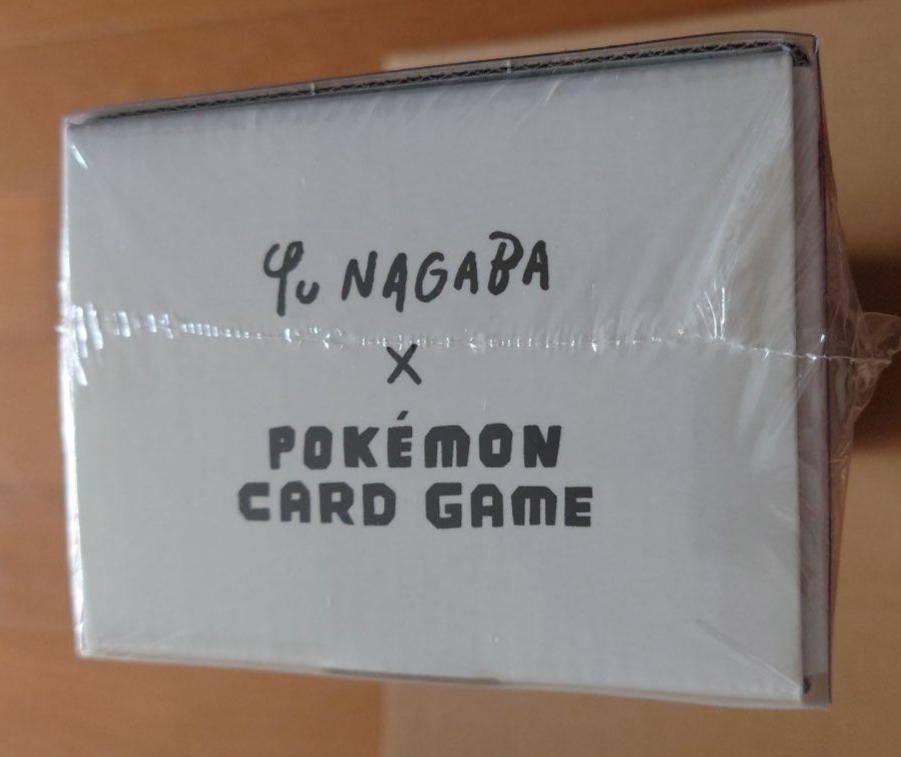 Yu NAGABA
×
POKÉMON
CARD GAME